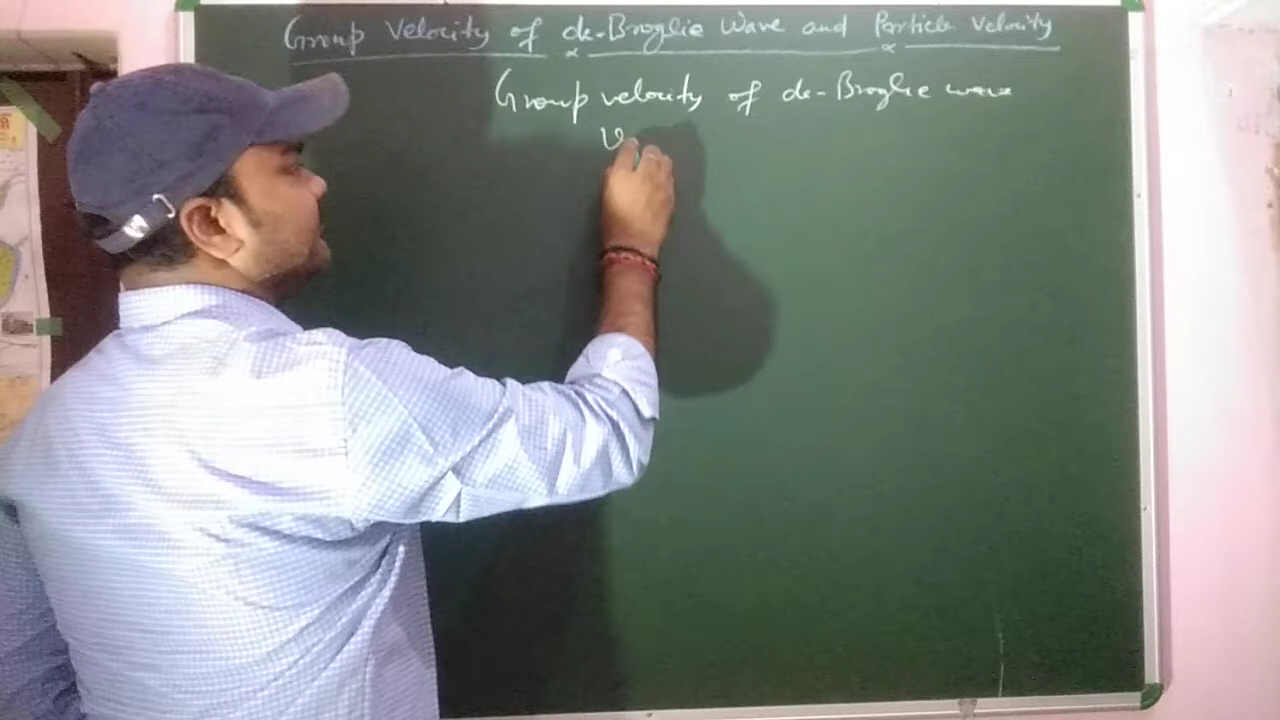 Group Velocity of de-Broglie Wave and Particle Velocity
Group velocity of de-Broglie wave
v